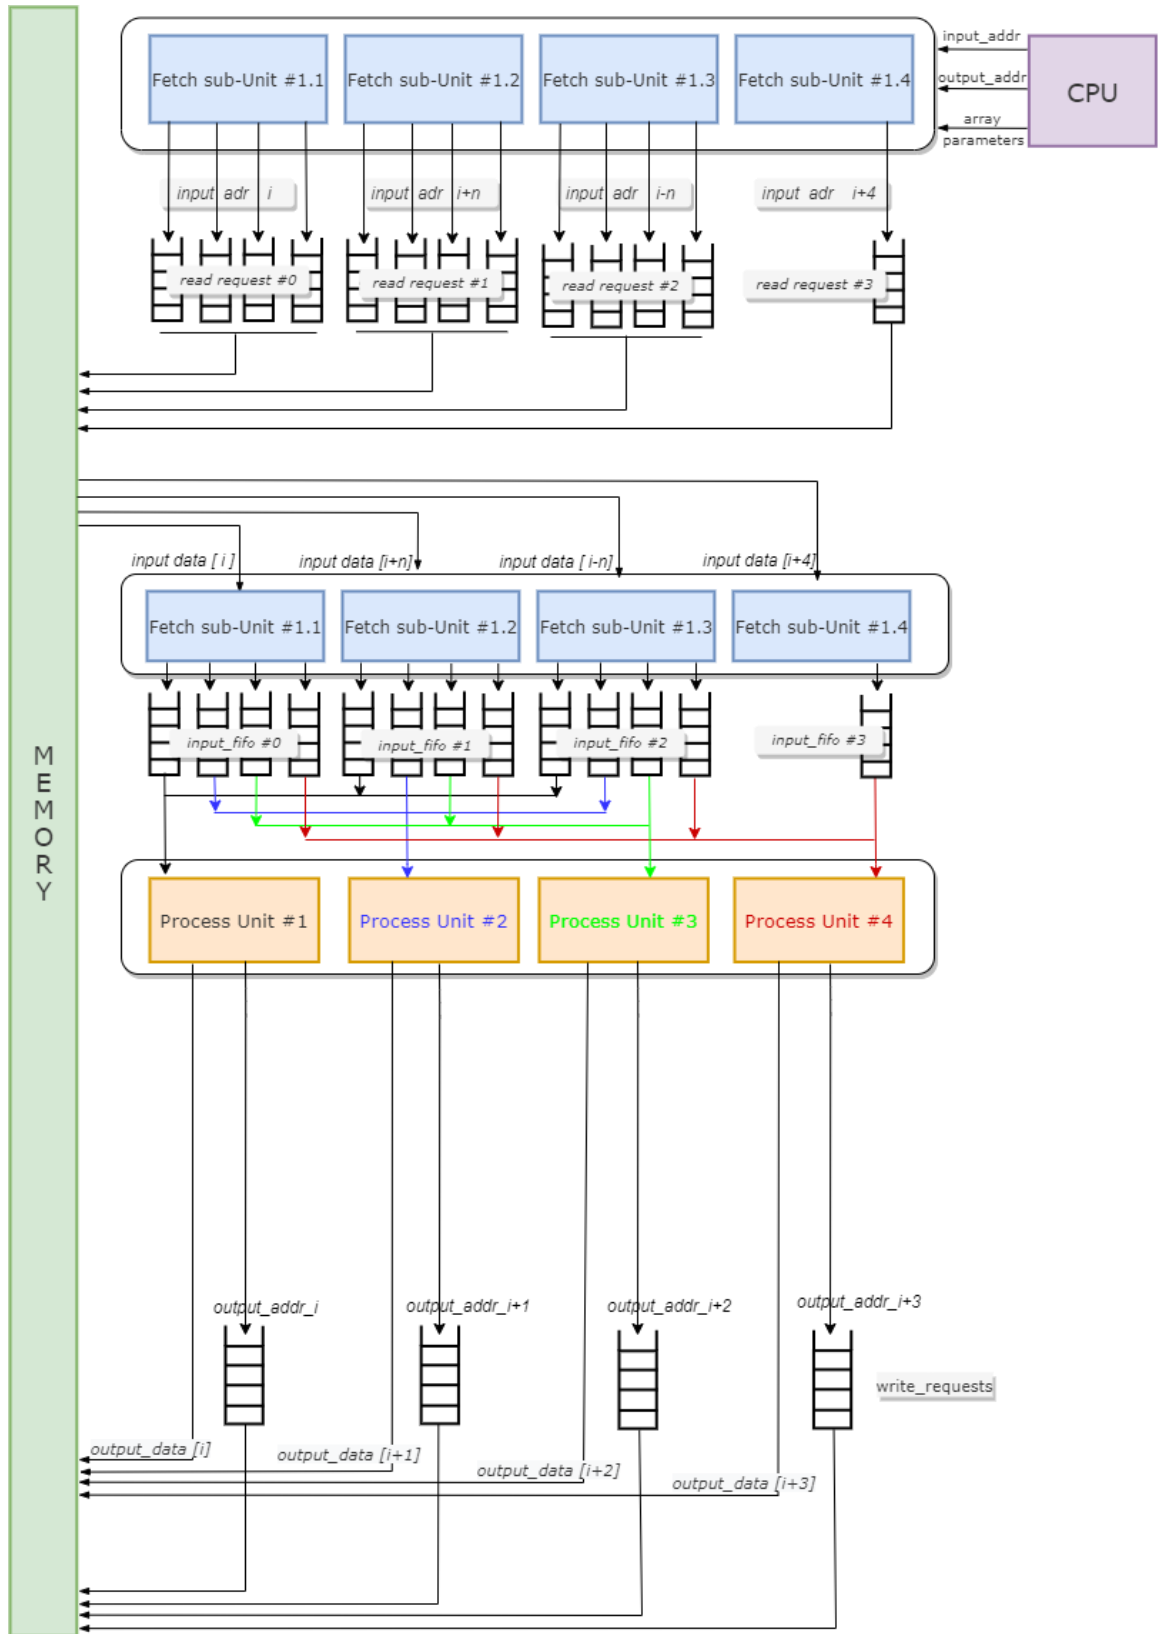 Fetch sub-Unit #1.1
Fetch sub-Unit #1.2
Fetch sub-Unit #1.3
Fetch sub-Unit #1.4
input_addr
output_addr
array
parameters
CPU
input adr i
input adr i+n
input adr i-n
input adr i+4
read request #0
read request #1
read request #2
read request #3
input data [ i ]
input data [i+n]
input data [ i-n]
input data [i+4]
Fetch sub-Unit #1.1
Fetch sub-Unit #1.2
Fetch sub-Unit #1.3
Fetch sub-Unit #1.4
input_fifo #0
input_fifo #1
input_fifo #2
input_fifo #3
MEMORY
Process Unit #1
Process Unit #2
Process Unit #3
Process Unit #4
output_addr_i
output_addr_i+1
output_addr_i+2
output_addr_i+3
write_requests
output_data [i]
output_data [i+1]
output_data [i+2]
output_data [i+3]